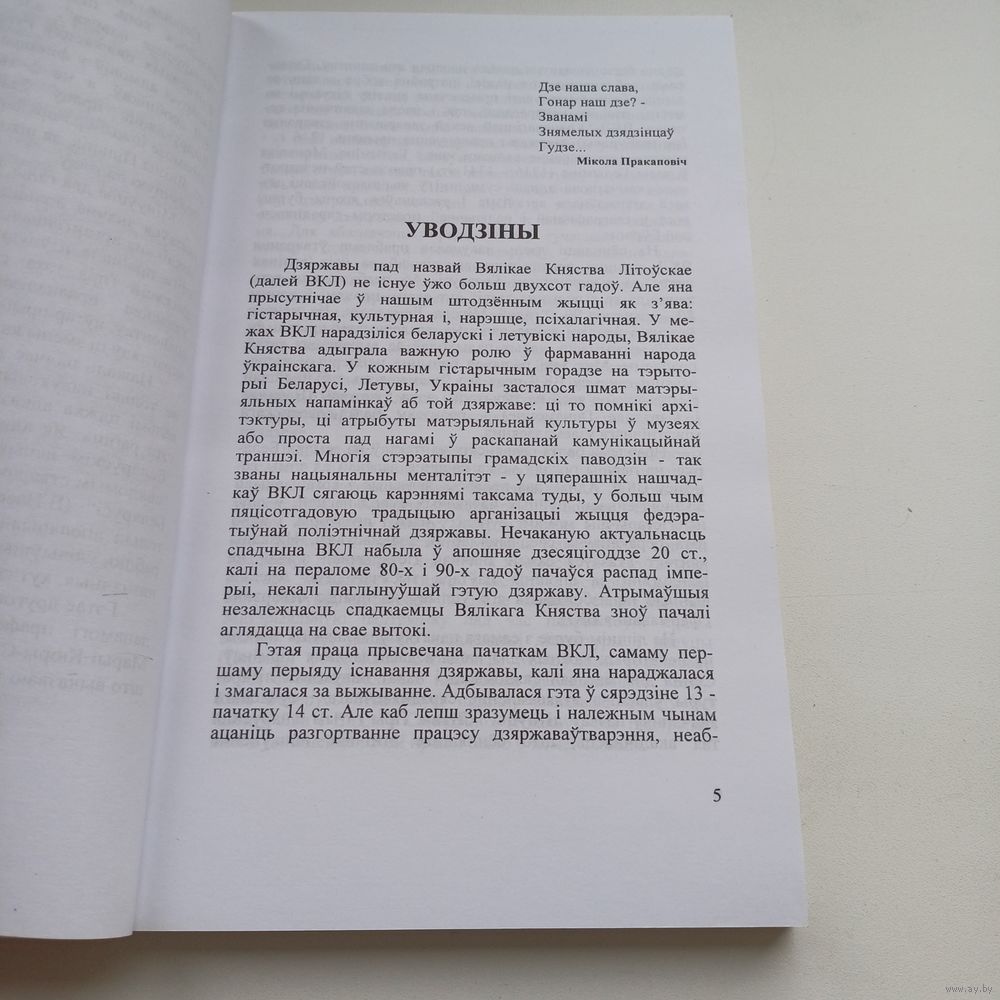 Дзе наша слава,
Гонар наш дзе? -
Званамі
Знямелых дзядзінцаў
Гудзе...
Мікола Пракаповіч
УВОДЗІНЫ
Дзяржавы пад назвай Вялікае Княства Літоўскае
(далей ВКЛ) не існуе ўжо больш двухсот гадоў. Але яна
прысутнічае ў нашым штодзённым жыцці як з’ява:
гістарычная, культурная і, нарэшце, псіхалагічная. У ме-
жах ВКЛ нарадзіліся беларускі і летувіскі народы, Вялікае
Княства адыграла важную ролю ў фармаванні народа
ўкраінскага. У кожным гістарычным горадзе на тэрыто-
рыі Беларусі, Летувы, Украіны засталося шмат матэры-
яльных напамінкаў аб той дзяржаве: ці то помнікі архі-
тэктуры, ці атрыбуты матэрыяльнай культуры ў музеях
або проста пад нагамі ў раскапанай камунікацыйнай
траншэі. Многія стэрэатыпы грамадскіх паводзін - так
званы нацыянальны менталітэт - у цяперашніх нашчад-
каў ВКЛ сягаюць карэннямі таксама туды, у больш чым
пяцісотгадовую традыцыю арганізацыі жыцця федэра-
тыўнай поліэтнічнай дзяржавы. Нечаканую актуальнасць
спадчына ВКЛ набыла ў апошняе дзесяцігоддзе 20 ст.,
калі на пераломе 80-х і 90-х гадоў пачаўся распад імпе-
рыі, некалі паглынуўшай гэтую дзяржаву. Атрымаўшыя
незалежнасць спадкаемцы Вялікага Княства зноў пачалі
аглядацца на свае вытокі.
Гэтая праца прысвечана пачаткам ВКЛ, самаму пер-
шаму перыяду існавання дзяржавы, калі яна нараджалася
і змагалася за выжыванне. Адбывалася гэта ў сярэдзіне 13 -
пачатку 14 ст. Але каб лепш зразумець і належным чынам
ацаніць разгортванне працэсу дзяржаваўтварэння, неаб-
5
www.ay.by